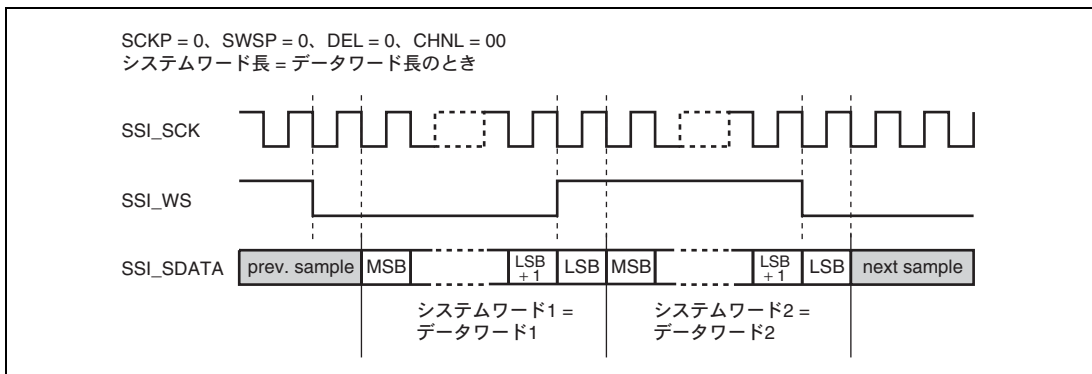 SCKP = 0、SWSP = 0、DEL = 0、CHNL = 00
システムワード長 = データワード長のとき
SSI_SCK
SSI_WS
SSI_SDATA prev. sample MSB LSB +1 LSB MSB LSB +1 LSB next sample
システムワード1 = システムワード2 =
データワード1 データワード2